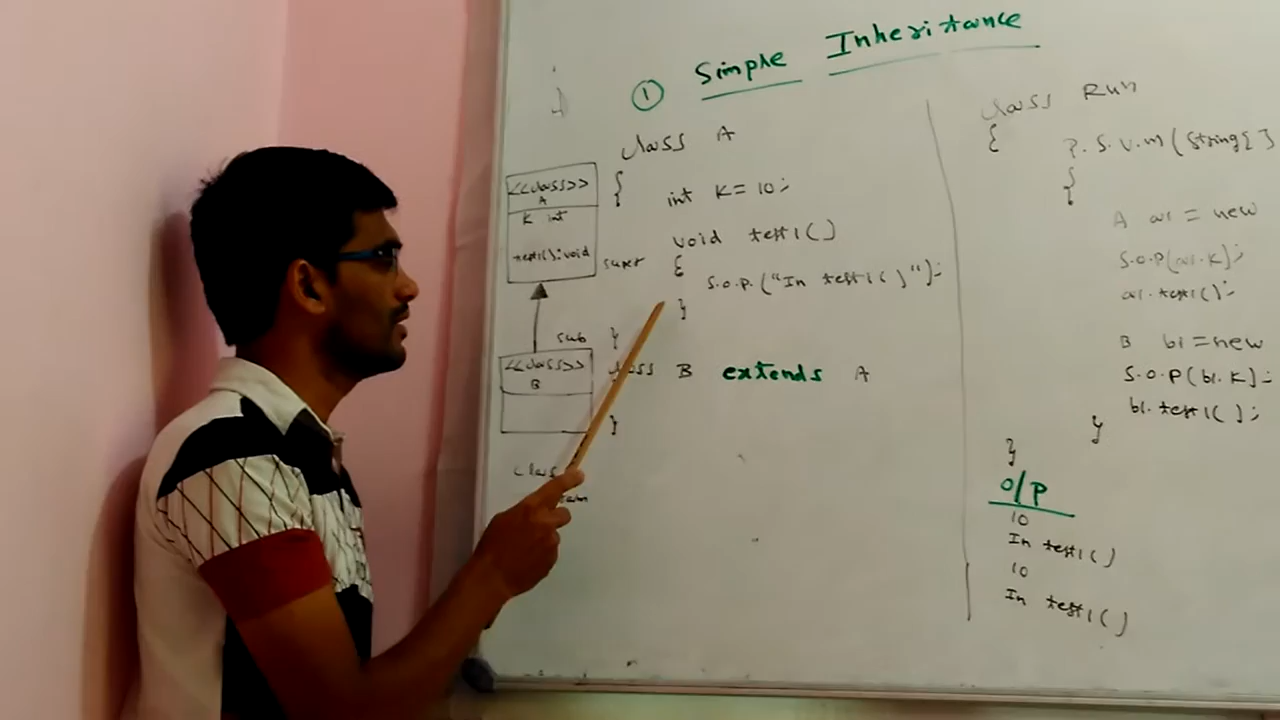 ① Simple Inheritance
class A
{
int K = 10;
void test1()
{
S.O.P.("In test1()");
}
}
class B extends A
}
<<class>>
A
K int
test1():void
super
sub
<<class>>
B
class Run
{
P.S.V.m(String[]
{
A a1 = new
S.O.P(a1.K);
a1.test1();
B b1 = new
S.O.P(b1.K);
b1.test1();
}
}
O/P
10
In test1()
10
In test1()